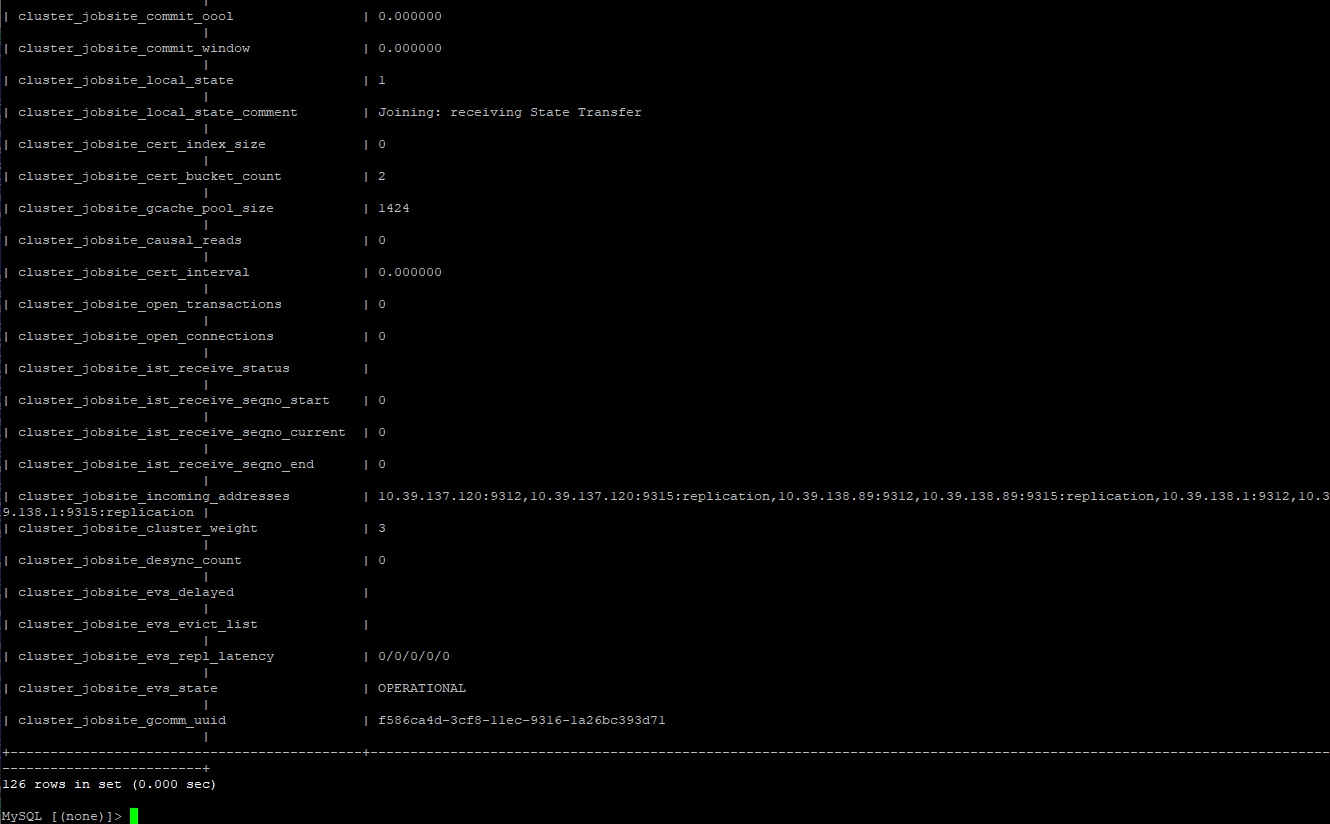 |
| cluster_jobsite_commit_oool                | 0.000000
                         |
| cluster_jobsite_commit_window              | 0.000000
                         |
| cluster_jobsite_local_state                | 1
                         |
| cluster_jobsite_local_state_comment        | Joining: receiving State Transfer
                         |
| cluster_jobsite_cert_index_size            | 0
                         |
| cluster_jobsite_cert_bucket_count          | 2
                         |
| cluster_jobsite_gcache_pool_size           | 1424
                         |
| cluster_jobsite_causal_reads               | 0
                         |
| cluster_jobsite_cert_interval              | 0.000000
                         |
| cluster_jobsite_open_transactions          | 0
                         |
| cluster_jobsite_open_connections           | 0
                         |
| cluster_jobsite_ist_receive_status         |
                         |
| cluster_jobsite_ist_receive_seqno_start    | 0
                         |
| cluster_jobsite_ist_receive_seqno_current  | 0
                         |
| cluster_jobsite_ist_receive_seqno_end      | 0
                         |
| cluster_jobsite_incoming_addresses         | 10.39.137.120:9312,10.39.137.120:9315:replication,10.39.138.89:9312,10.39.138.89:9315:replication,10.39.138.1:9312,10.3
9.138.1:9315:replication |
| cluster_jobsite_cluster_weight             | 3
                         |
| cluster_jobsite_desync_count               | 0
                         |
| cluster_jobsite_evs_delayed                |
                         |
| cluster_jobsite_evs_evict_list             |
                         |
| cluster_jobsite_evs_repl_latency           | 0/0/0/0/0
                         |
| cluster_jobsite_evs_state                  | OPERATIONAL
                         |
| cluster_jobsite_gcomm_uuid                 | f586ca4d-3cf8-11ec-9316-1a26bc393d71
                         |
+--------------------------------------------+------------------------------------------------------------------------------------------------------------------------
-------------------------+
126 rows in set (0.000 sec)
MySQL [(none)]>